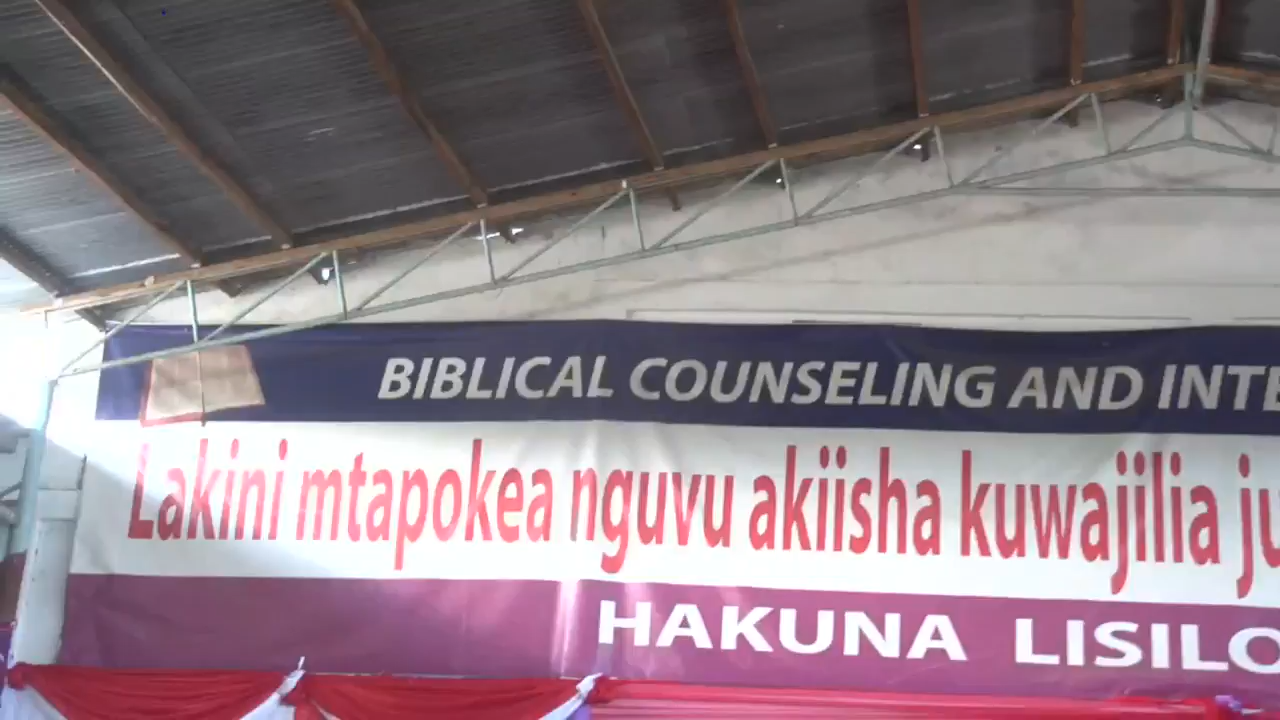 BIBLICAL COUNSELING AND INTE
Lakini mtapokea nguvu akiisha kuwajilia ju
HAKUNA LISILO